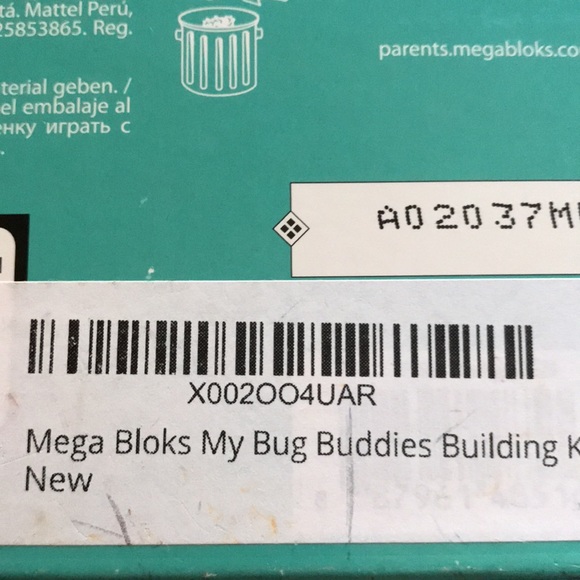 tá. Mattel Perú,
25853865. Reg.
parents.megabloks.co
terial geben. /
el embalaje al
нку играть с
A02037M
X002OO4UAR
Mega Bloks My Bug Buddies Building K
New